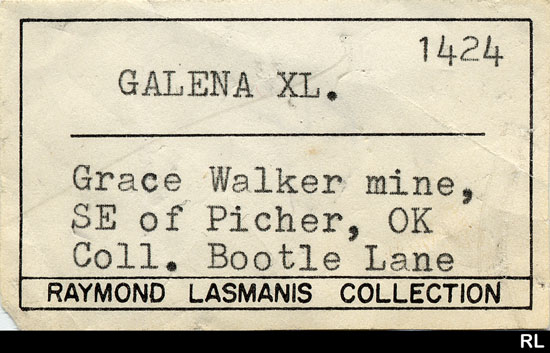 1424
GALENA XL.
Grace Walker mine,
SE of Picher, OK
Coll. Bootle Lane
RAYMOND LASMANIS COLLECTION
RL